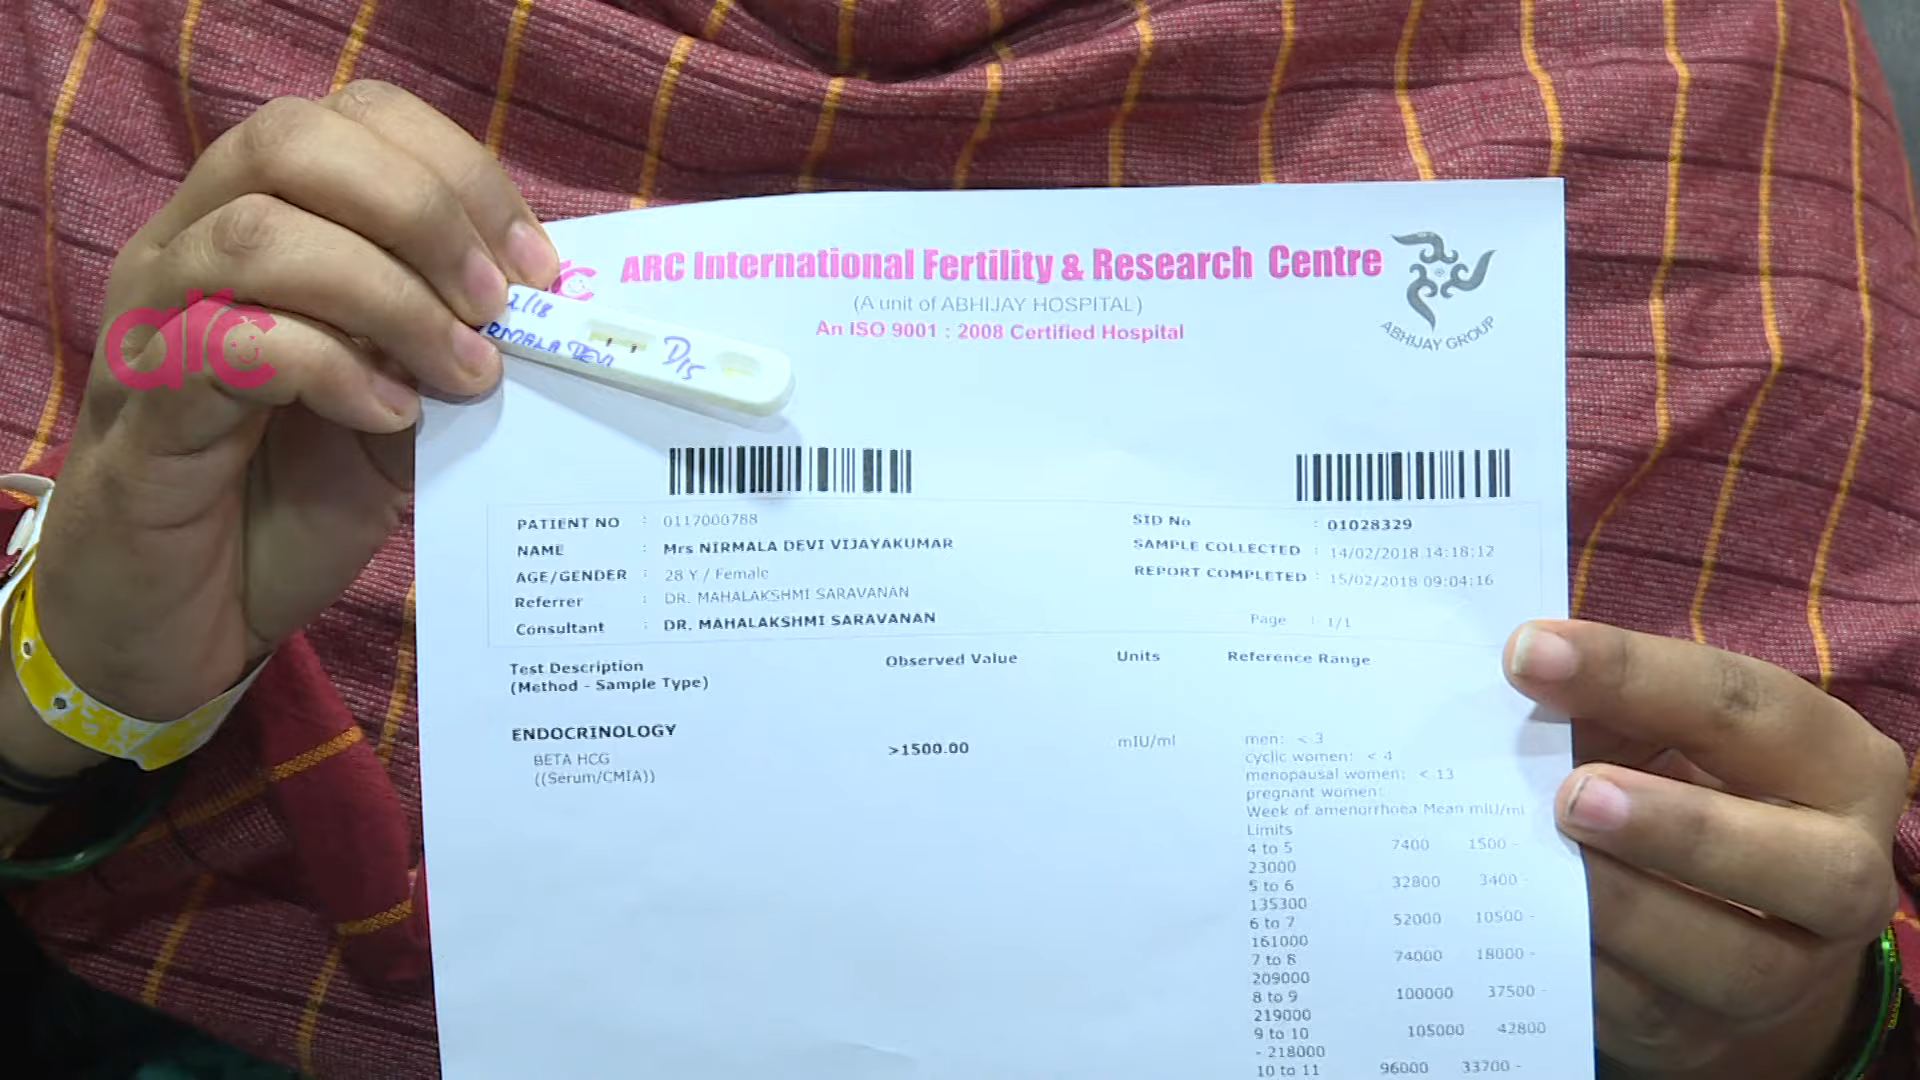 arc
ARC International Fertility & Research Centre
(A unit of ABHIJAY HOSPITAL)
An ISO 9001 : 2008 Certified Hospital
ABHIJAY GROUP
2/18
RMALA DEVI
D15
PATIENT NO : 0117000788
NAME : Mrs NIRMALA DEVI VIJAYAKUMAR
AGE/GENDER : 28 Y / Female
Referrer : DR. MAHALAKSHMI SARAVANAN
Consultant : DR. MAHALAKSHMI SARAVANAN
SID No : 01028329
SAMPLE COLLECTED : 14/02/2018 14:18:12
REPORT COMPLETED : 15/02/2018 09:04:16
Page : 1/1
Test Description Observed Value Units Reference Range
(Method - Sample Type)
ENDOCRINOLOGY
BETA HCG >1500.00 mIU/ml
((Serum/CMIA))
men: < 3
cyclic women: < 4
menopausal women: < 13
pregnant women:
Week of amenorrhoea Mean mIU/ml
Limits
4 to 5 7400 1500 -
23000
5 to 6 32800 3400 -
135300
6 to 7 52000 10500 -
161000
7 to 8 74000 18000 -
209000
8 to 9 100000 37500 -
219000
9 to 10 105000 42800
- 218000
10 to 11 96000 33700 -